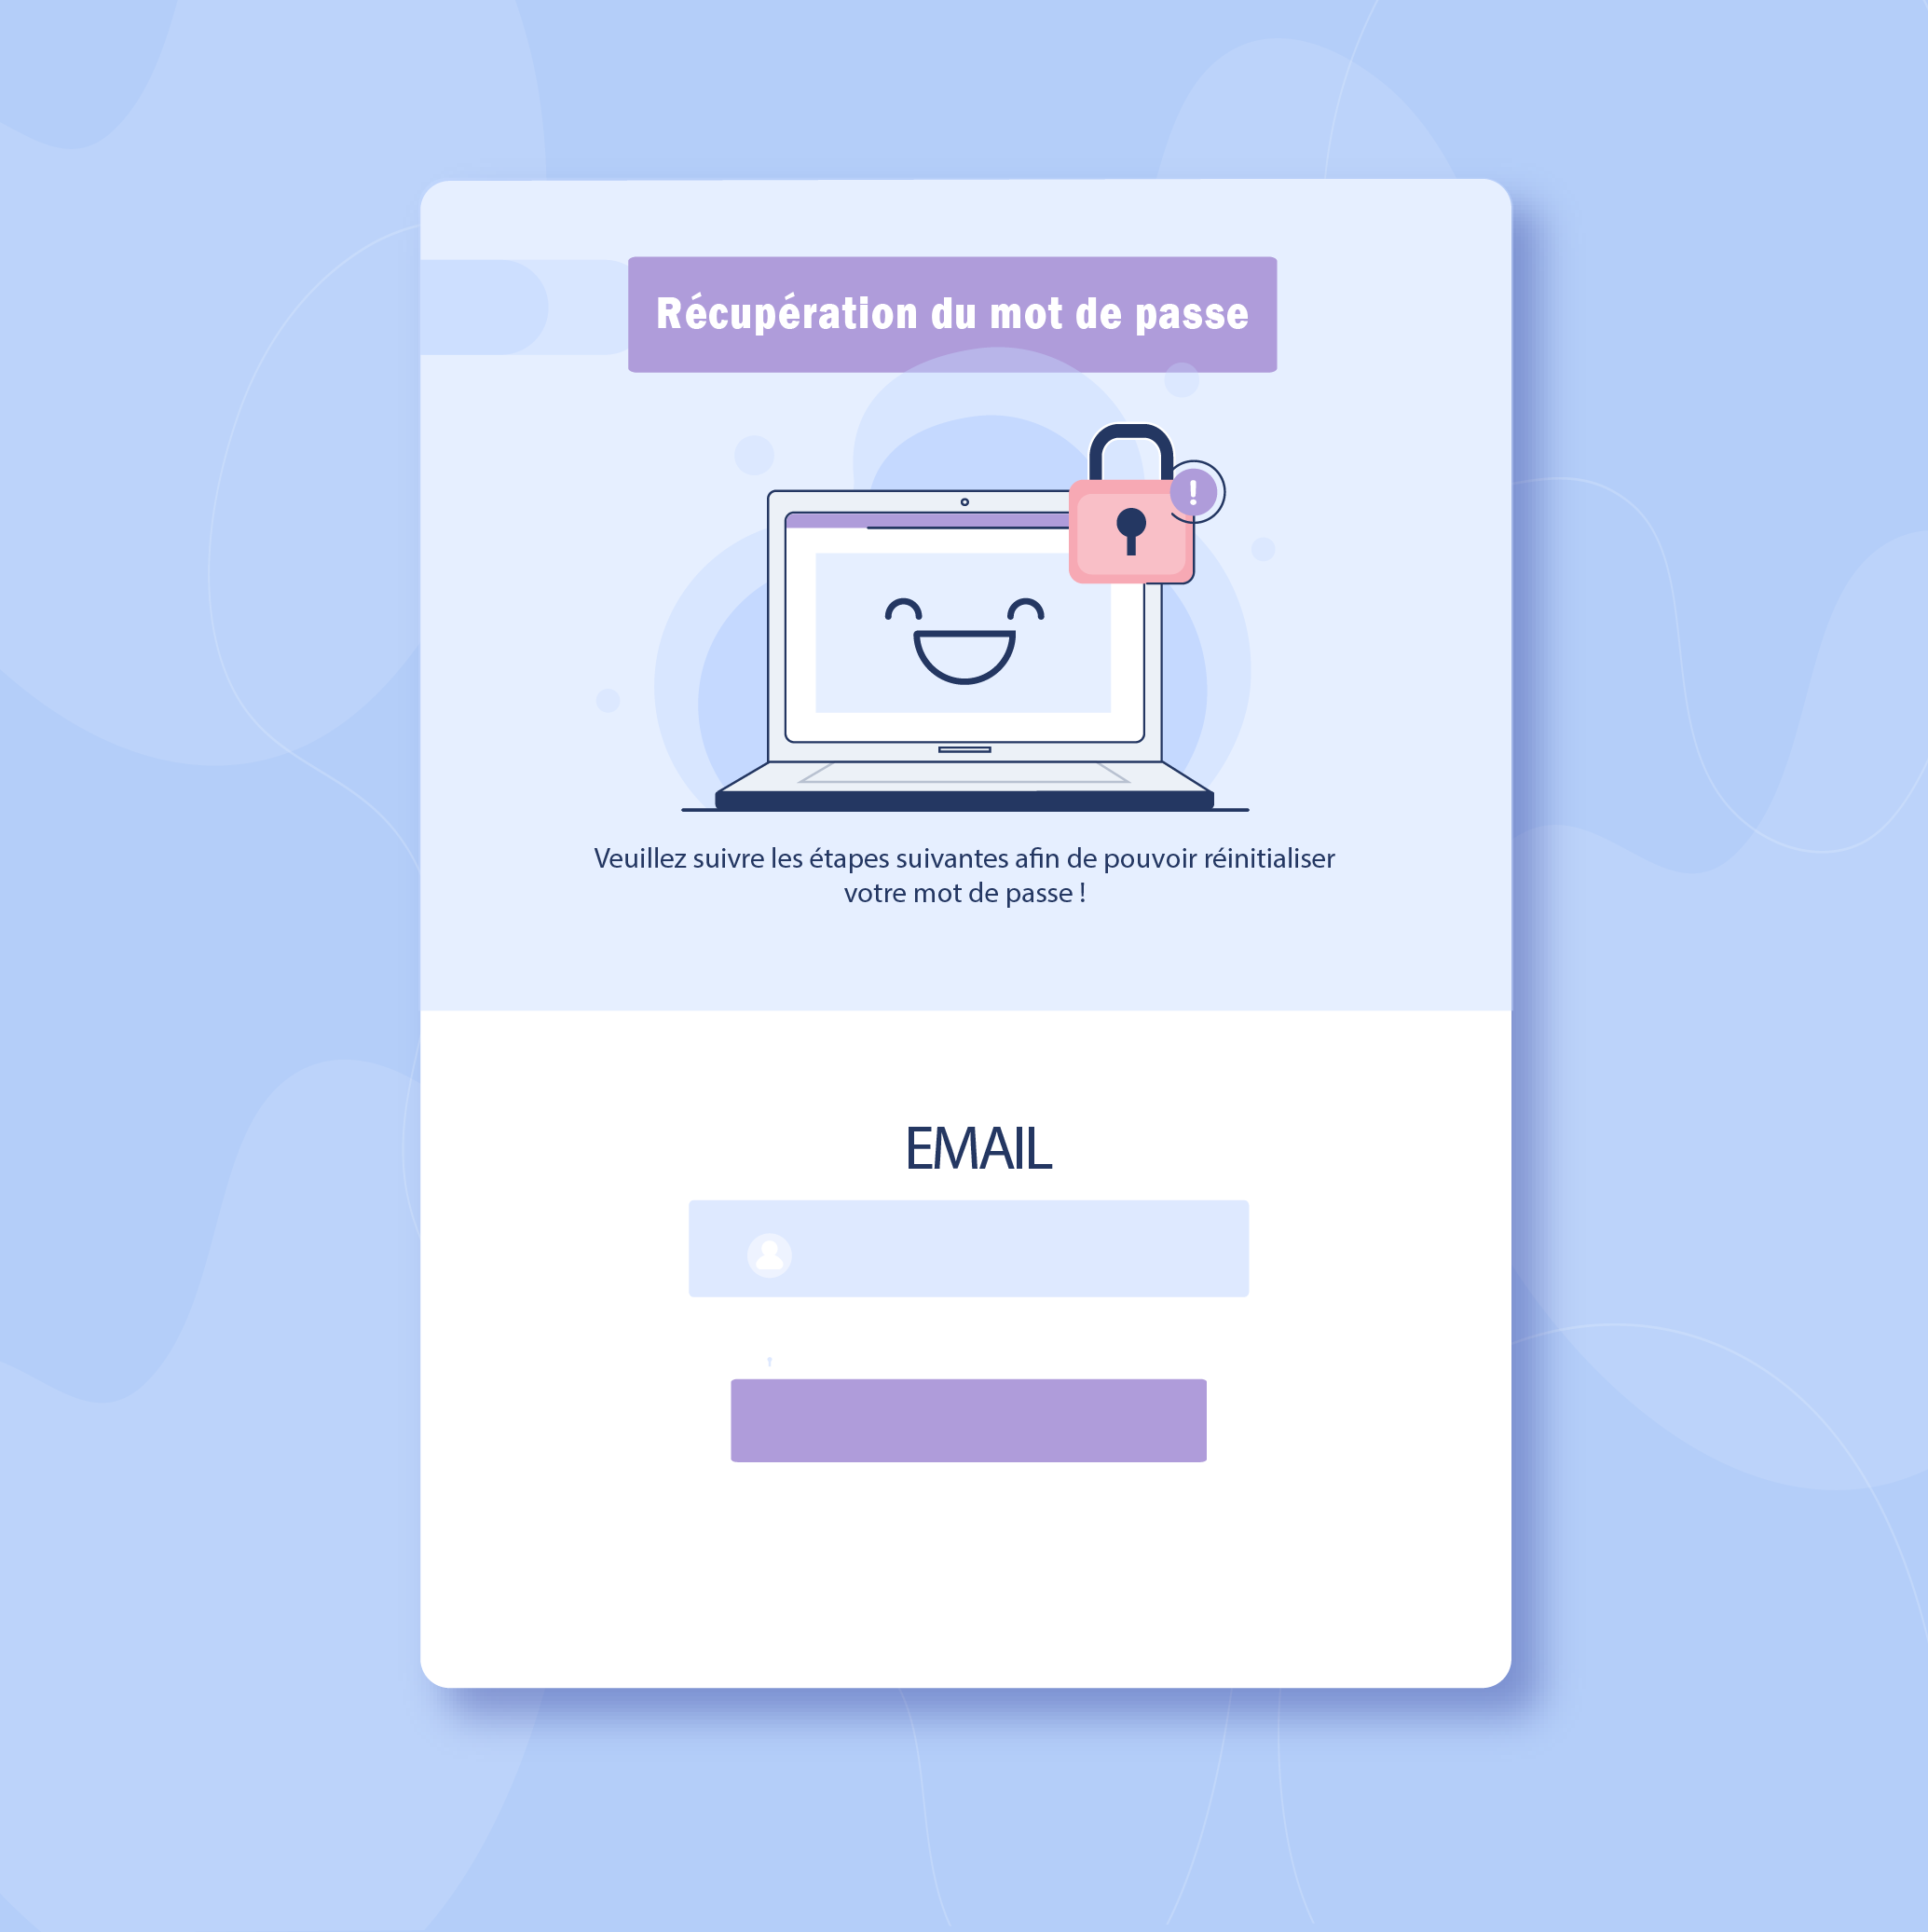 Récupération du mot de passe
!
Veuillez suivre les étapes suivantes afin de pouvoir réinitialiser
votre mot de passe !
EMAIL